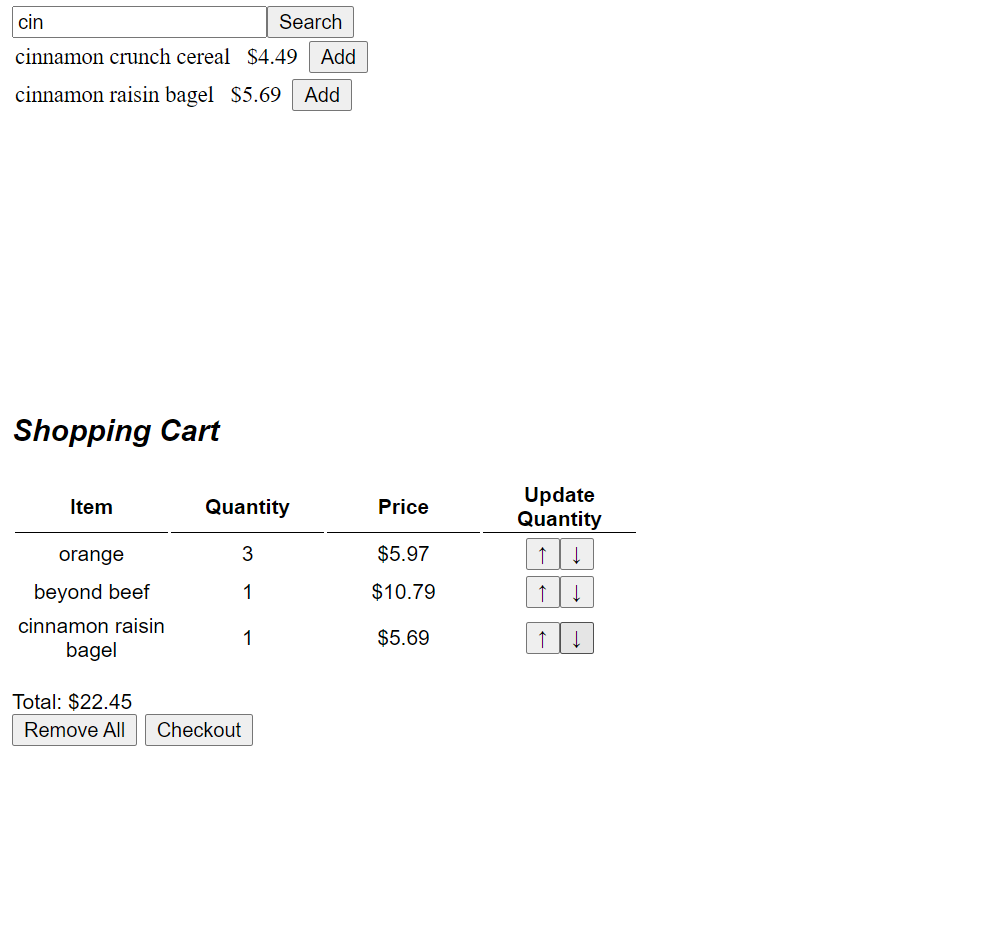 cin Search
cinnamon crunch cereal $4.49 Add
cinnamon raisin bagel $5.69 Add
Shopping Cart
Item Quantity Price Update Quantity
orange 3 $5.97 ↑ ↓
beyond beef 1 $10.79 ↑ ↓
cinnamon raisin bagel 1 $5.69 ↑ ↓
Total: $22.45
Remove All Checkout